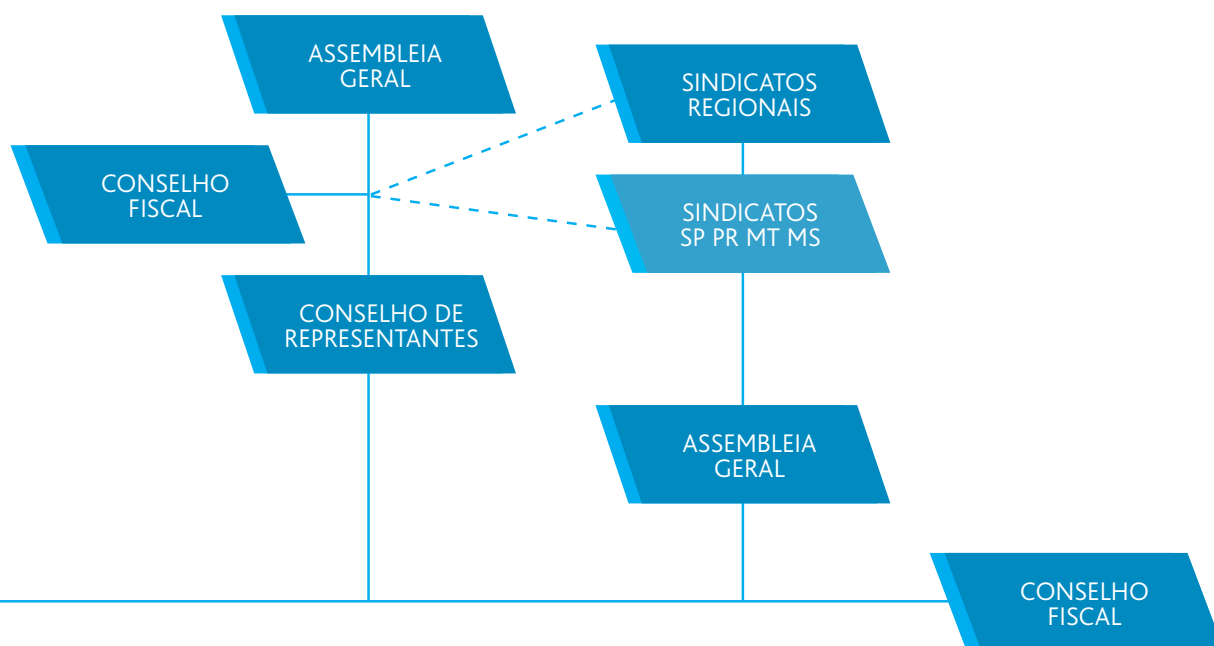 ASSEMBLEIA
GERAL
SINDICATOS
REGIONAIS
CONSELHO
FISCAL
SINDICATOS
SP PR MT MS
CONSELHO DE
REPRESENTANTES
ASSEMBLEIA
GERAL
CONSELHO
FISCAL